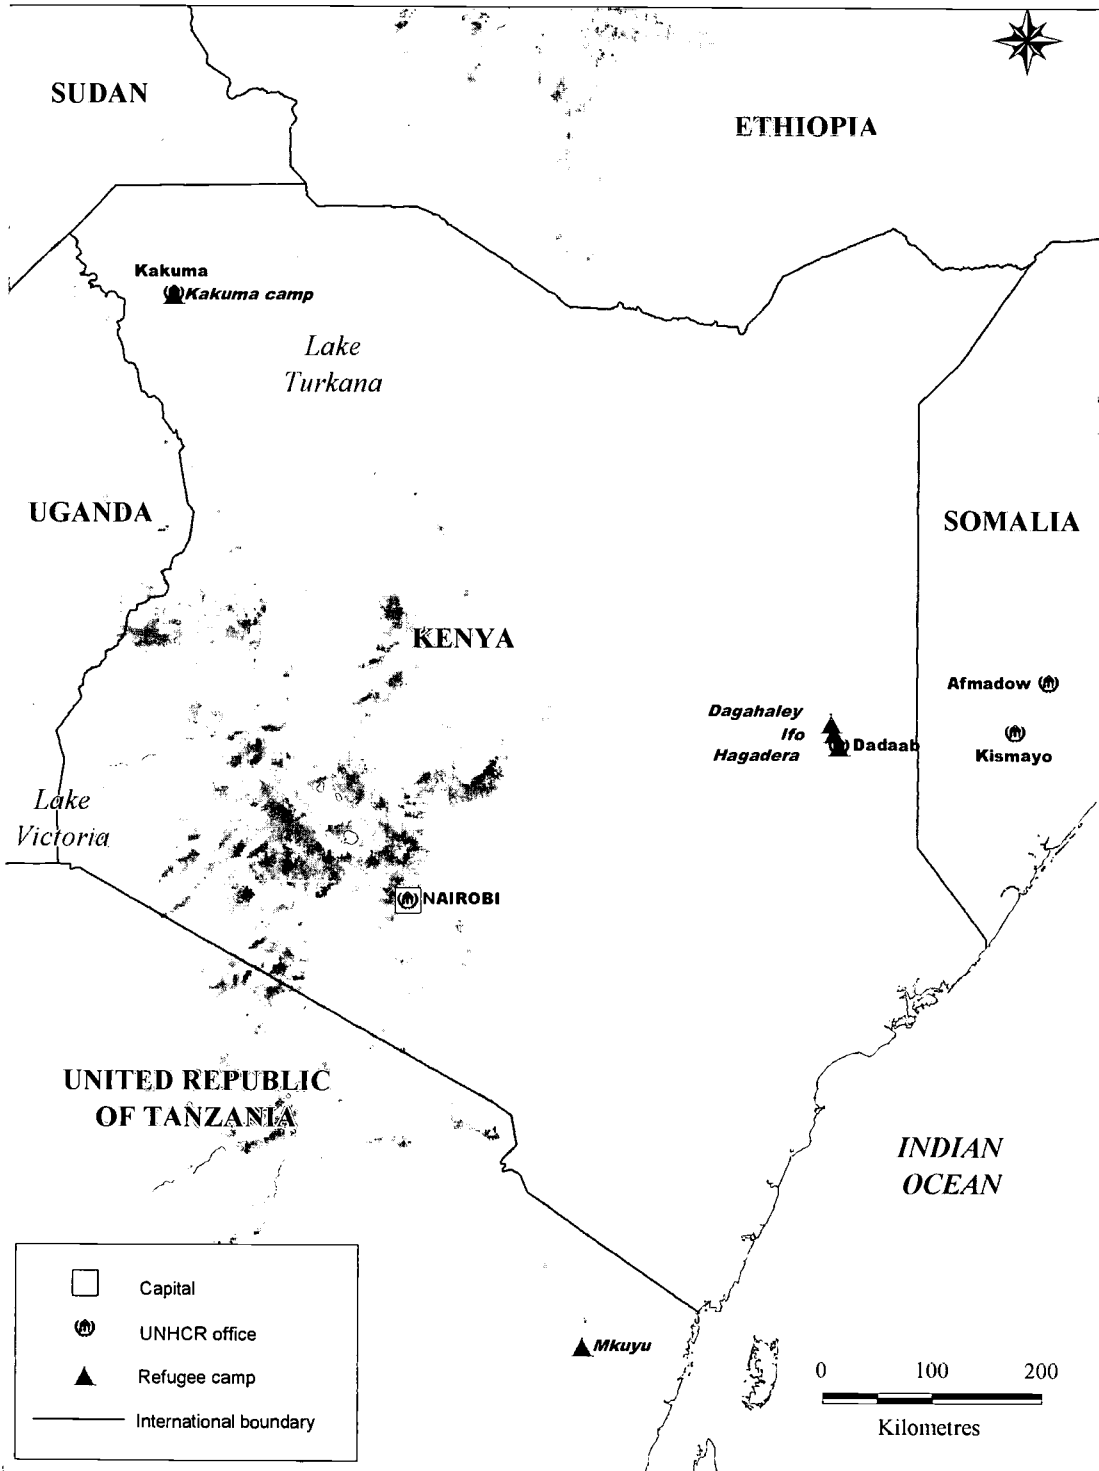 SUDAN
ETHIOPIA
Kakuma
Kakuma camp
Lake
Turkana
UGANDA
SOMALIA
KENYA
Afmadow
Dagahaley
Ifo
Hagadera
Dadaab
Kismayo
Lake
Victoria
NAIROBI
UNITED REPUBLIC
OF TANZANIA
INDIAN
OCEAN
Capital
UNHCR office
Refugee camp
International boundary
Mkuyu
0 100 200
Kilometres